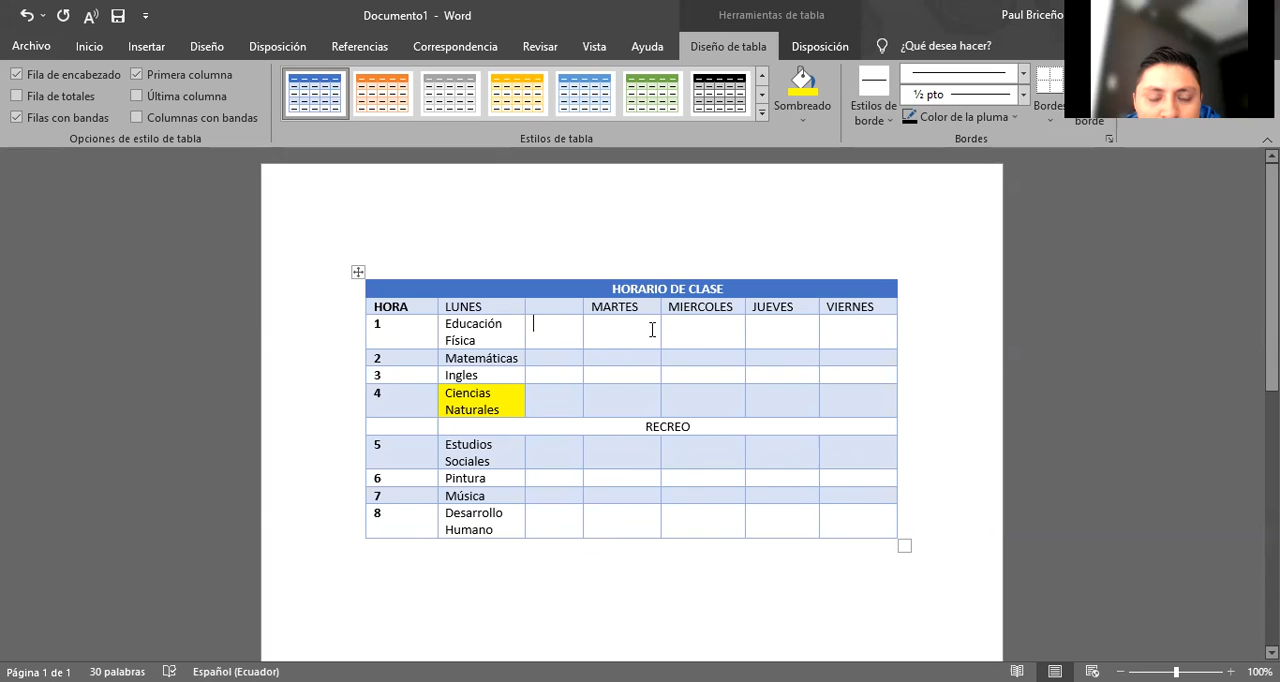 Documento1 - Word
Herramientas de tabla
Paul Briceño
Archivo Inicio Insertar Diseño Disposición Referencias Correspondencia Revisar Vista Ayuda Diseño de tabla Disposición ¿Qué desea hacer?
Fila de encabezado Primera columna
Fila de totales Última columna
Filas con bandas Columnas con bandas
Opciones de estilo de tabla
Estilos de tabla
Sombreado
Estilos de borde
½ pto
Color de la pluma
Bordes
borde
Bordes
HORARIO DE CLASE
HORA LUNES MARTES MIERCOLES JUEVES VIERNES
1 Educación
Física
2 Matemáticas
3 Ingles
4 Ciencias
Naturales
RECREO
5 Estudios
Sociales
6 Pintura
7 Música
8 Desarrollo
Humano
Página 1 de 1 30 palabras Español (Ecuador) 100%